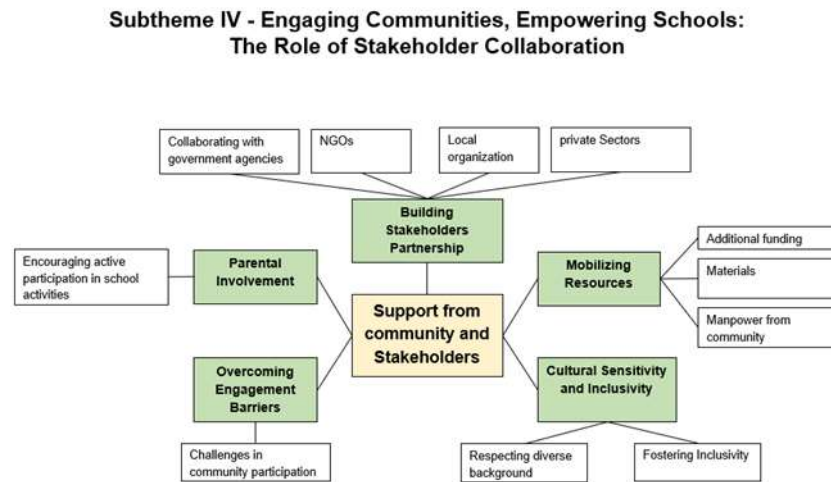 Subtheme IV - Engaging Communities, Empowering Schools:
The Role of Stakeholder Collaboration
Collaborating with
government agencies
NGOs
Local
organization
private Sectors
Building
Stakeholders
Partnership
Encouraging active
participation in school
activities
Parental
Involvement
Mobilizing
Resources
Additional funding
Materials
Manpower from
community
Support from
community and
Stakeholders
Overcoming
Engagement
Barriers
Cultural Sensitivity
and Inclusivity
Challenges in
community participation
Respecting diverse
background
Fostering Inclusivity